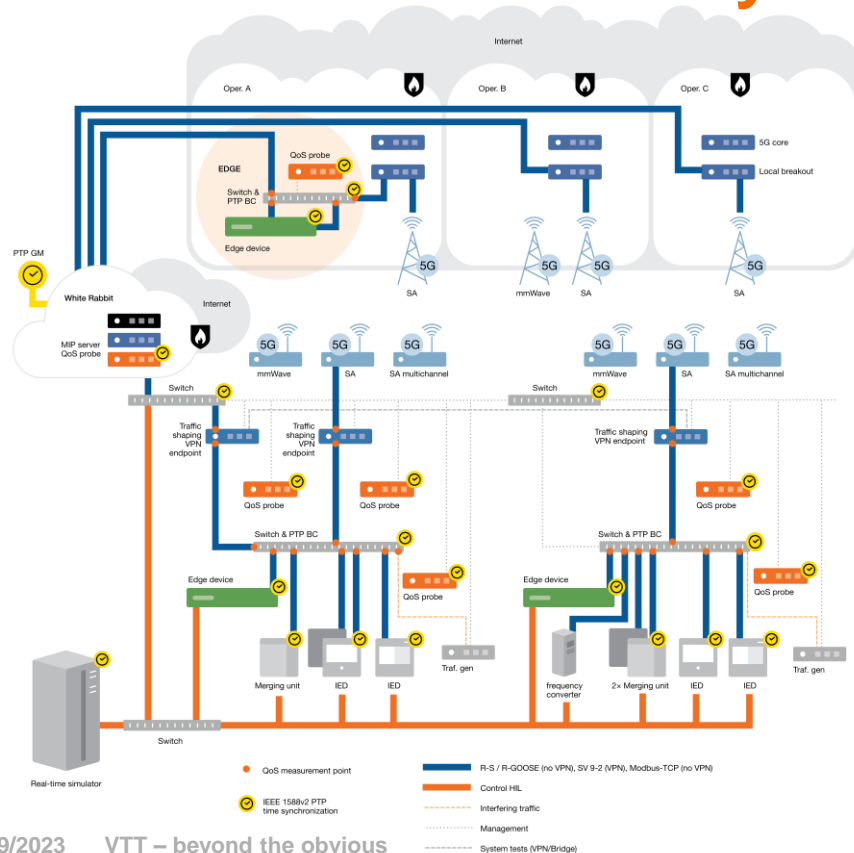 Internet
Oper. A
Oper. B
Oper. C
5G core
QoS probe
EDGE
Local breakout
Switch &
PTP BC
Edge device
5G
5G
5G
5G
SA
mmWave
SA
SA
PTP GM
White Rabbit
Internet
MIP server
QoS probe
5G
5G
5G
5G
5G
5G
mmWave
SA
SA multichannel
mmWave
SA
SA multichannel
Switch
Switch
Traffic
shaping
VPN
endpoint
Traffic
shaping
VPN
endpoint
Traffic shaping
VPN endpoint
QoS probe
QoS probe
QoS probe
Switch & PTP BC
Switch & PTP BC
Edge device
QoS probe
Edge device
QoS probe
Traf. gen
Traf. gen
Merging unit
IED
IED
frequency
converter
2x Merging unit
IED
IED
Switch
Real-time simulator
QoS measurement point
IEEE 1588v2 PTP
time synchronization
R-S / R-GOOSE (no VPN), SV 9-2 (VPN), Modbus-TCP (no VPN)
Control HIL
Interfering traffic
Management
System tests (VPN/Bridge)
9/2023 VTT – beyond the obvious